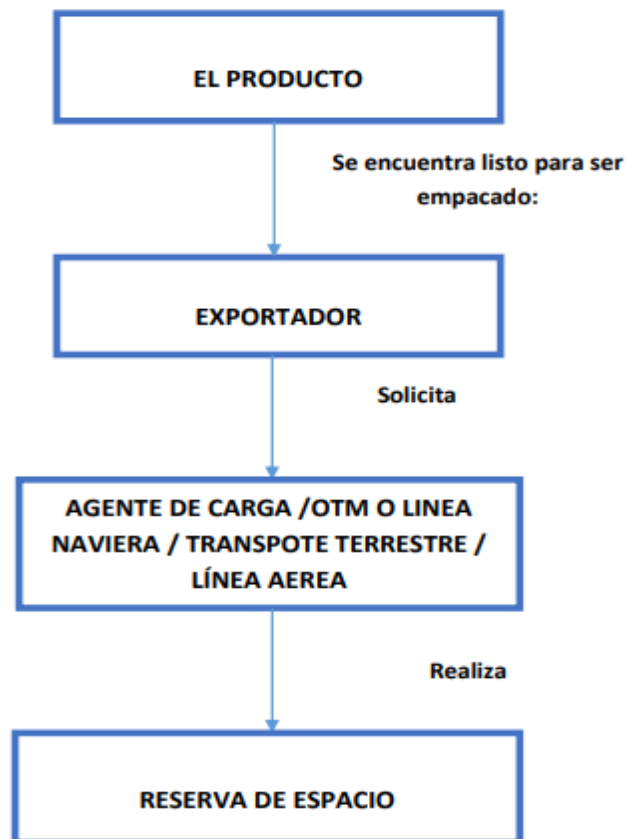 EL PRODUCTO
Se encuentra listo para ser
empacado:
EXPORTADOR
Solicita
AGENTE DE CARGA /OTM O LINEA
NAVIERA / TRANSPOTE TERRESTRE /
LÍNEA AEREA
Realiza
RESERVA DE ESPACIO